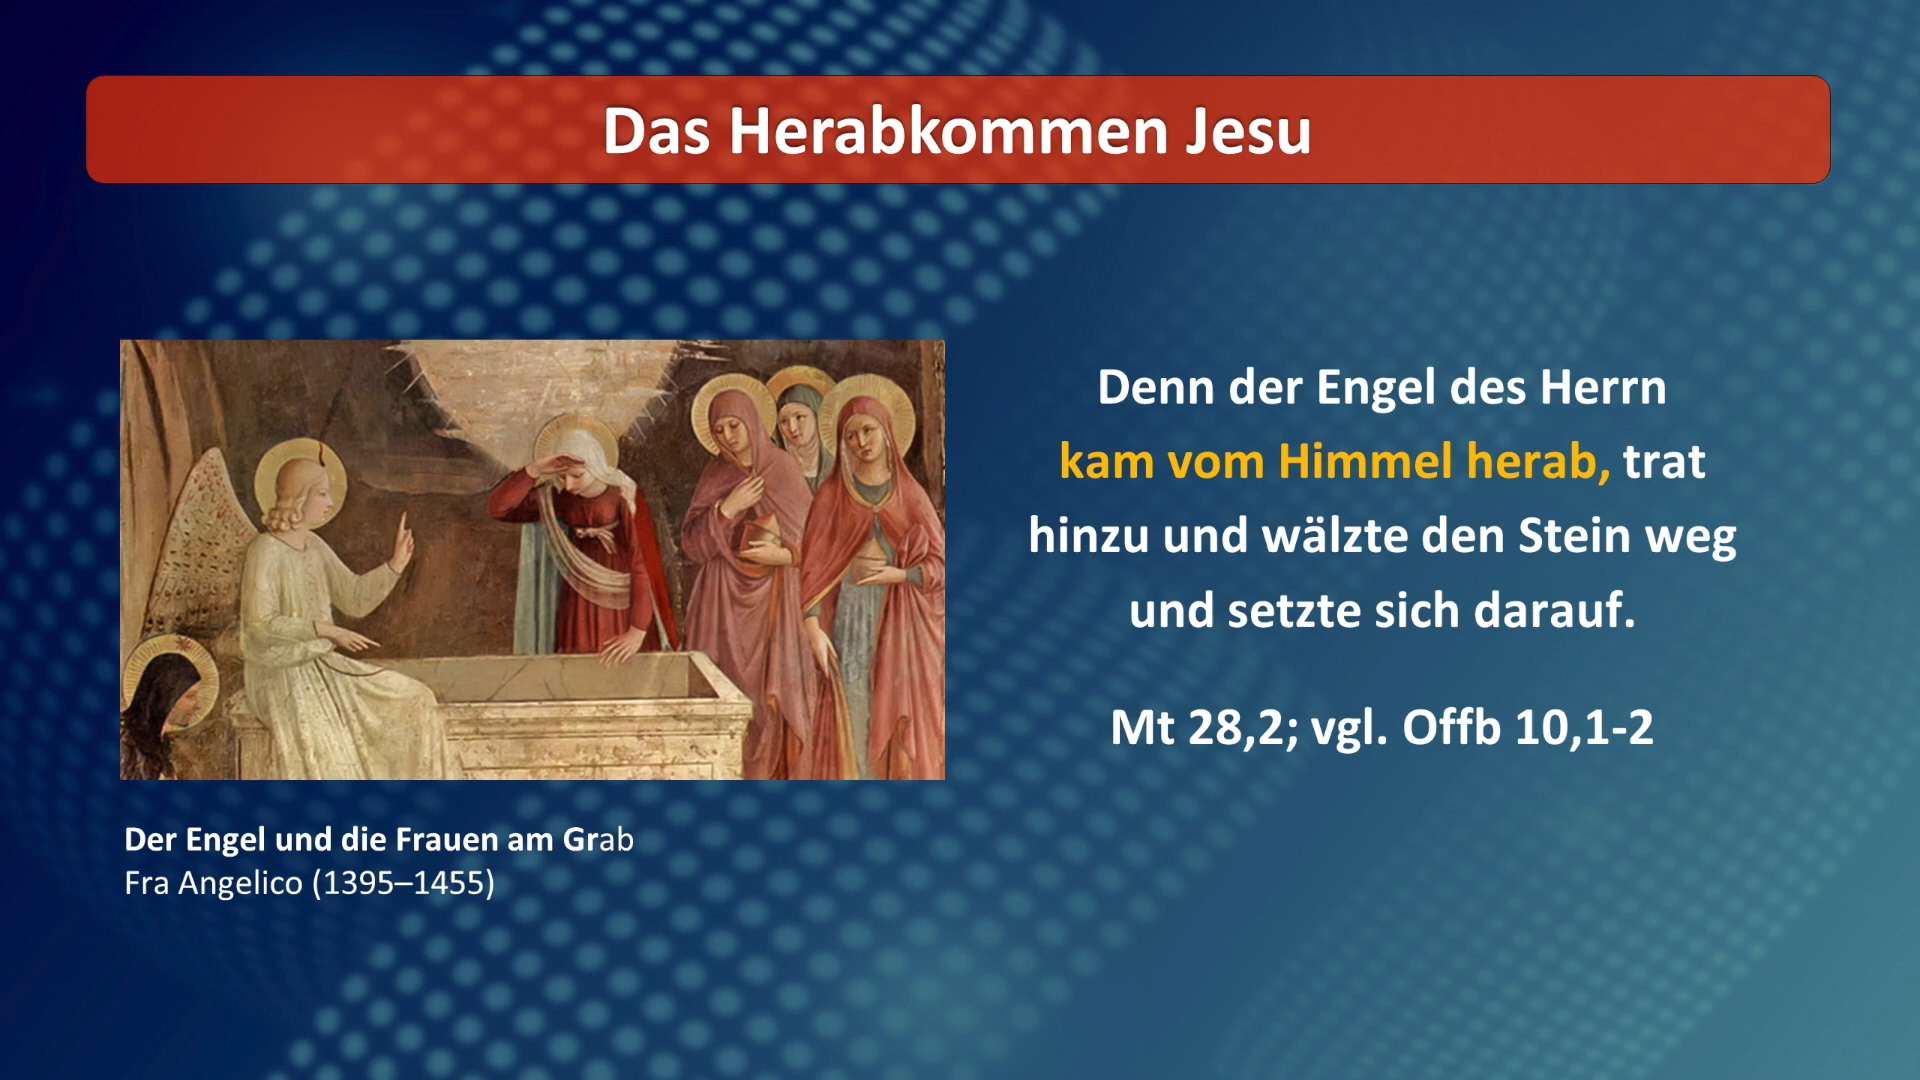 Das Herabkommen Jesu
Denn der Engel des Herrn
kam vom Himmel herab, trat
hinzu und wälzte den Stein weg
und setzte sich darauf.
Mt 28,2; vgl. Offb 10,1-2
Der Engel und die Frauen am Grab
Fra Angelico (1395–1455)